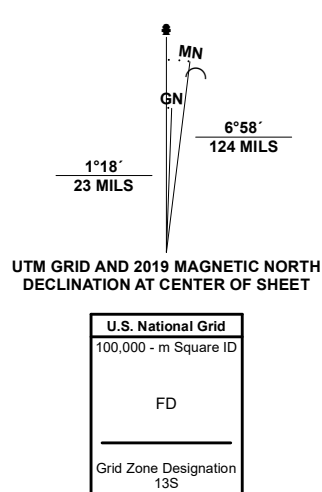 MN
GN
6°58´
124 MILS
1°18´
23 MILS
UTM GRID AND 2019 MAGNETIC NORTH
DECLINATION AT CENTER OF SHEET
U.S. National Grid
100,000 - m Square ID
FD
Grid Zone Designation
13S